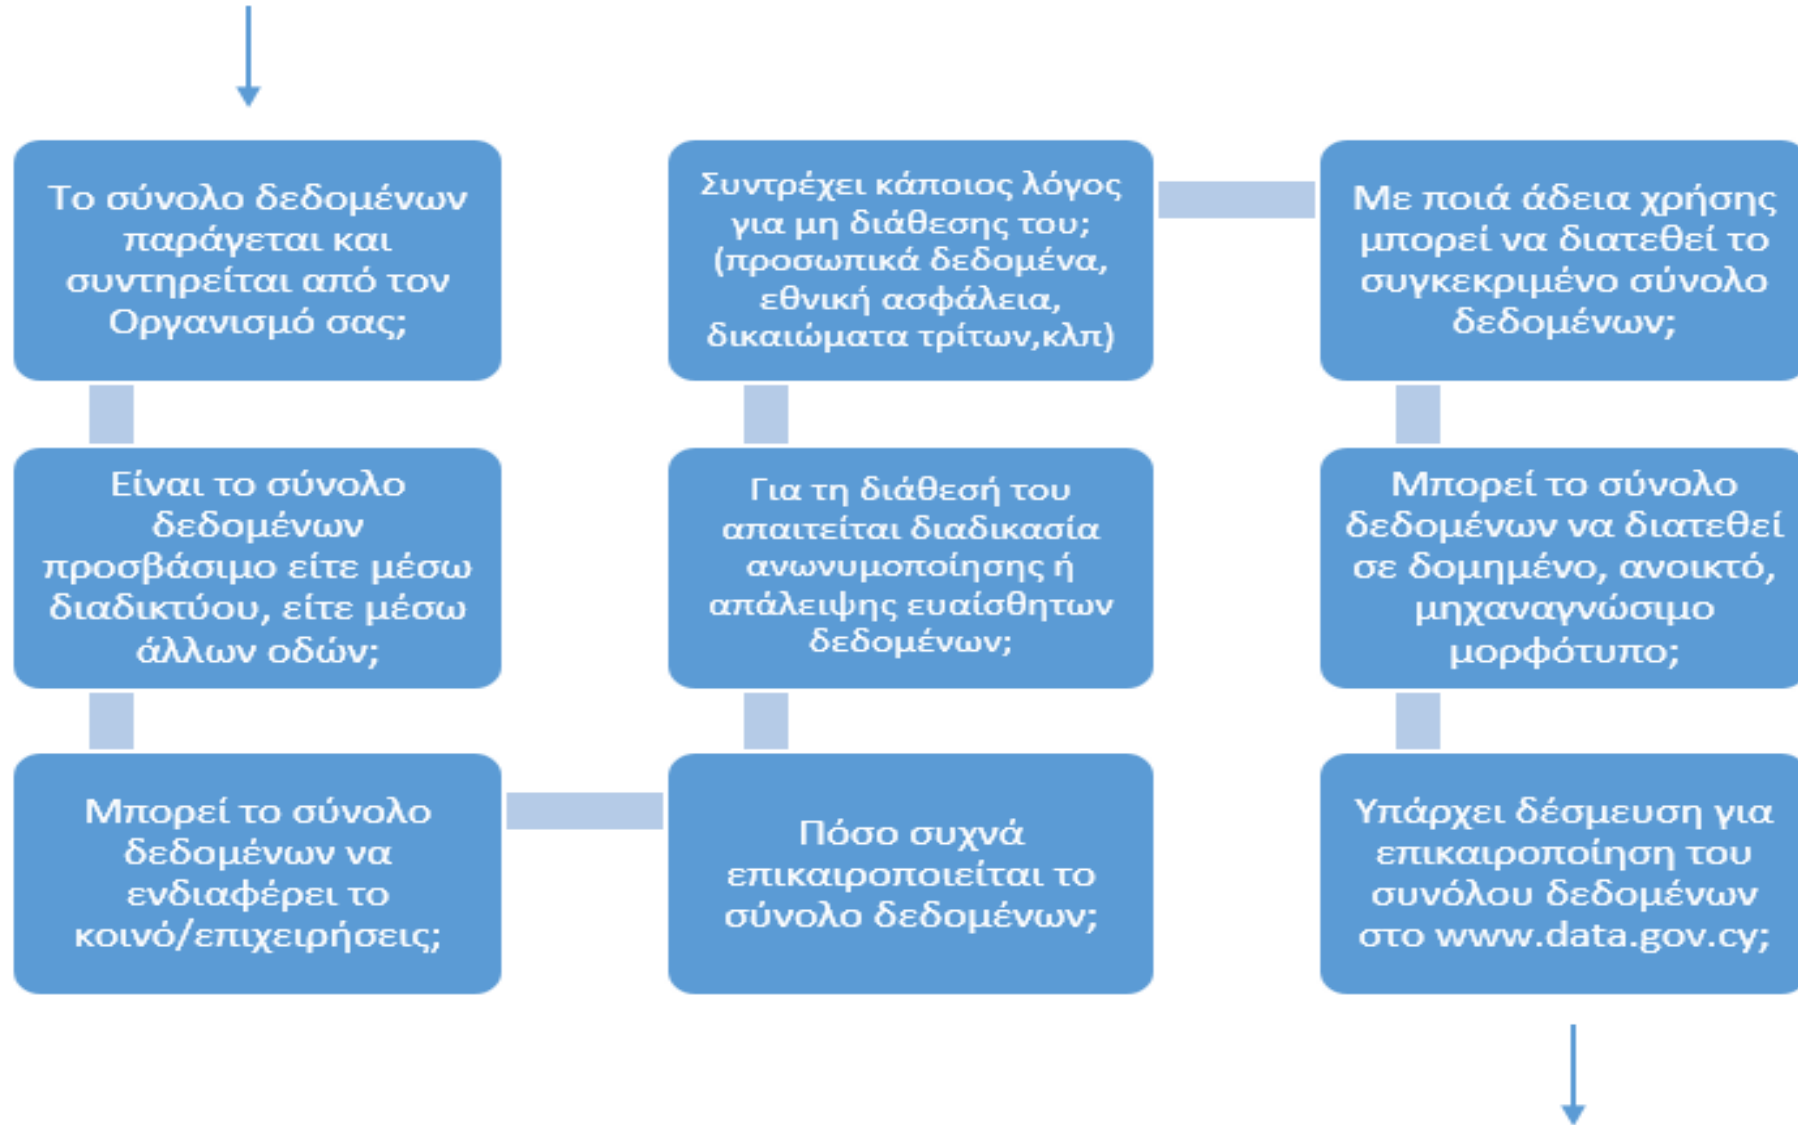 Το σύνολο δεδομένων
παράγεται και
συντηρείται από τον
Οργανισμό σας;
Είναι το σύνολο
δεδομένων
προσβάσιμο είτε μέσω
διαδικτύου, είτε μέσω
άλλων οδών;
Μπορεί το σύνολο
δεδομένων να
ενδιαφέρει το
κοινό/επιχειρήσεις;
Πόσο συχνά
επικαιροποιείται το
σύνολο δεδομένων;
Για τη διάθεσή του
απαιτείται διαδικασία
ανωνυμοποίησης ή
απάλειψης ευαίσθητων
δεδομένων;
Συντρέχει κάποιος λόγος
για μη διάθεσης του;
(προσωπικά δεδομένα,
εθνική ασφάλεια,
δικαιώματα τρίτων,κλπ)
Με ποιά άδεια χρήσης
μπορεί να διατεθεί το
συγκεκριμένο σύνολο
δεδομένων;
Μπορεί το σύνολο
δεδομένων να διατεθεί
σε δομημένο, ανοικτό,
μηχαναγνώσιμο
μορφότυπο;
Υπάρχει δέσμευση για
επικαιροποίηση του
συνόλου δεδομένων
στο www.data.gov.cy;